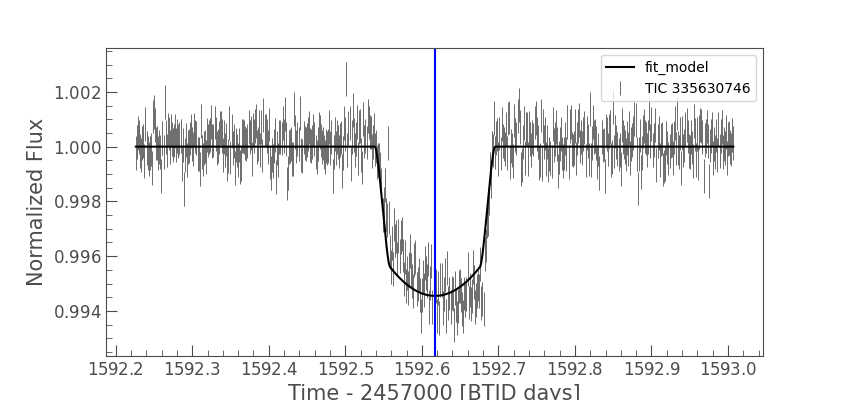 fit_model
TIC 335630746
1.002
1.000
0.998
0.996
0.994
Normalized Flux
1592.2 1592.3 1592.4 1592.5 1592.6 1592.7 1592.8 1592.9 1593.0
Time - 2457000 [BTJD days]